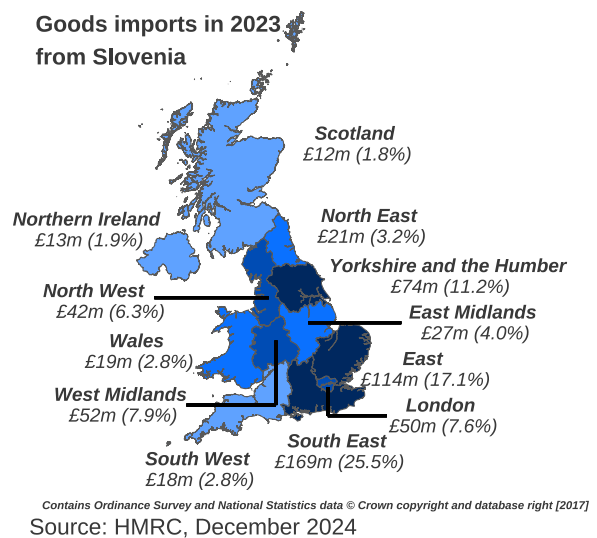 Goods imports in 2023
from Slovenia
Scotland
£12m (1.8%)
Northern Ireland
£13m (1.9%)
North East
£21m (3.2%)
Yorkshire and the Humber
£74m (11.2%)
North West
£42m (6.3%)
East Midlands
£27m (4.0%)
Wales
£19m (2.8%)
East
£114m (17.1%)
West Midlands
£52m (7.9%)
London
£50m (7.6%)
South East
£169m (25.5%)
South West
£18m (2.8%)
Contains Ordinance Survey and National Statistics data © Crown copyright and database right [2017]
Source: HMRC, December 2024